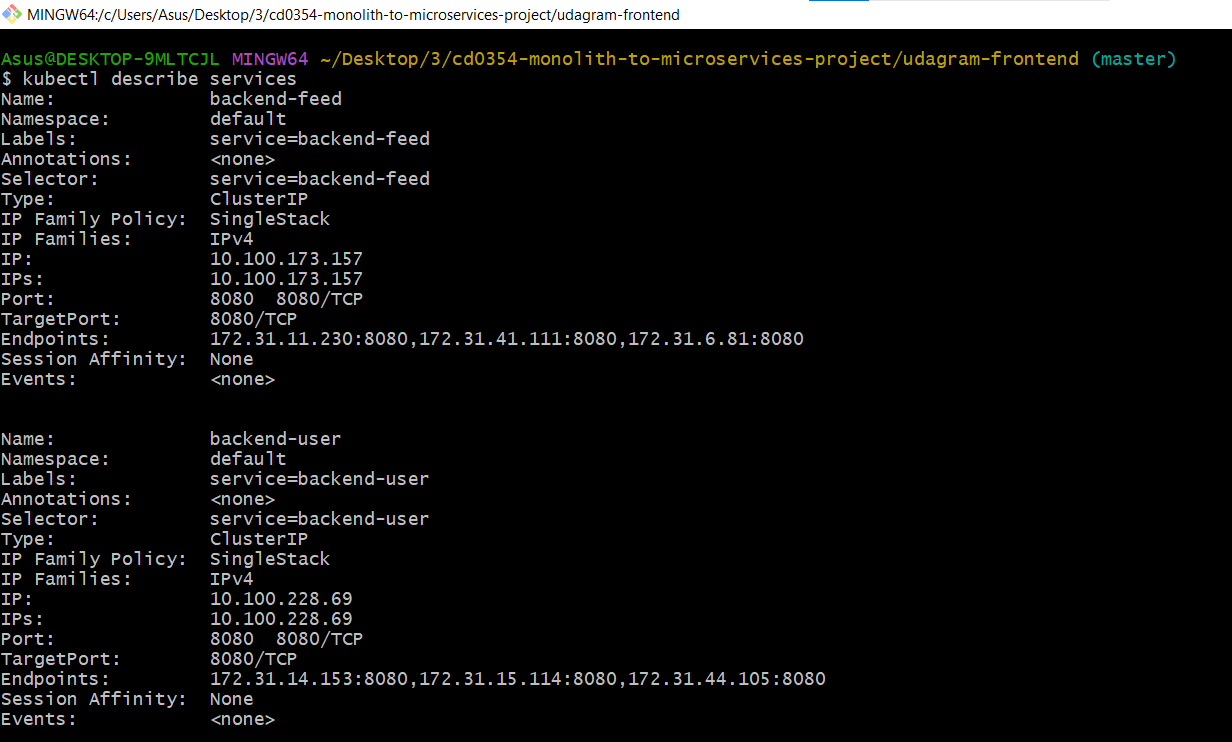 MINGW64:/c/Users/Asus/Desktop/3/cd0354-monolith-to-microservices-project/udagram-frontend
Asus@DESKTOP-9MLTCJL MINGW64 ~/Desktop/3/cd0354-monolith-to-microservices-project/udagram-frontend (master)
$ kubectl describe services
Name:              backend-feed
Namespace:         default
Labels:            service=backend-feed
Annotations:       <none>
Selector:          service=backend-feed
Type:              ClusterIP
IP Family Policy:  SingleStack
IP Families:       IPv4
IP:                10.100.173.157
IPs:               10.100.173.157
Port:              8080  8080/TCP
TargetPort:        8080/TCP
Endpoints:         172.31.11.230:8080,172.31.41.111:8080,172.31.6.81:8080
Session Affinity:  None
Events:            <none>
Name:              backend-user
Namespace:         default
Labels:            service=backend-user
Annotations:       <none>
Selector:          service=backend-user
Type:              ClusterIP
IP Family Policy:  SingleStack
IP Families:       IPv4
IP:                10.100.228.69
IPs:               10.100.228.69
Port:              8080  8080/TCP
TargetPort:        8080/TCP
Endpoints:         172.31.14.153:8080,172.31.15.114:8080,172.31.44.105:8080
Session Affinity:  None
Events:            <none>